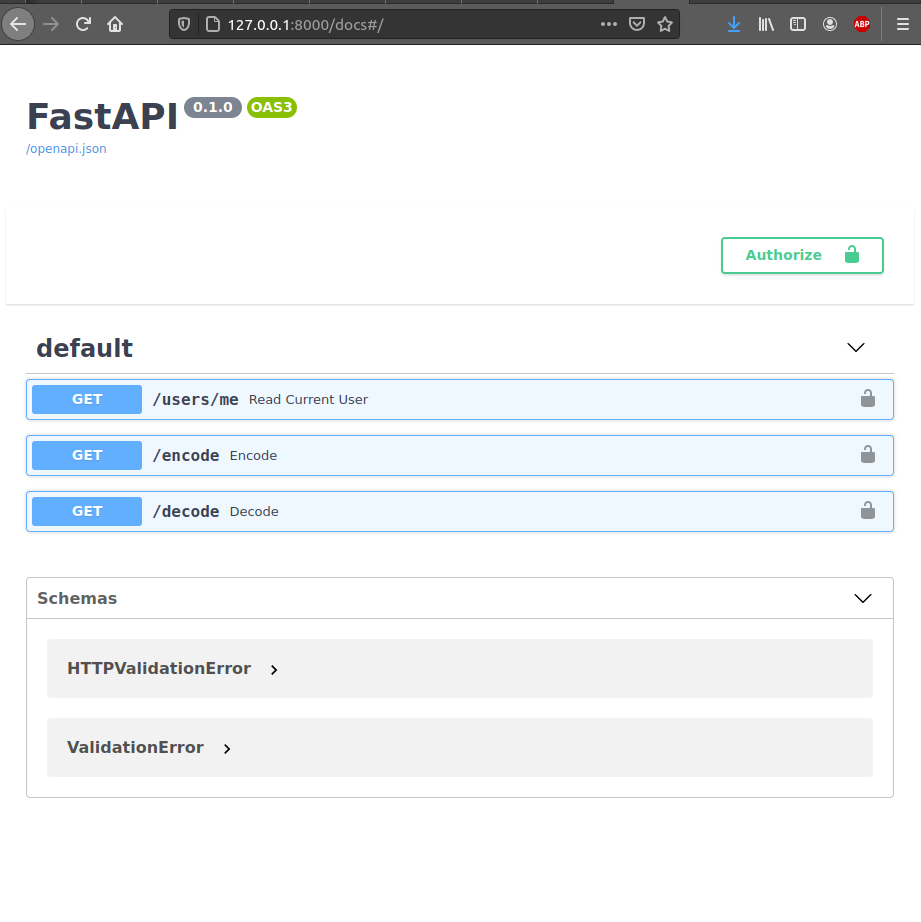 127.0.0.1:8000/docs#/
ABP
FastAPI 0.1.0 OAS3
/openapi.json
Authorize
default
GET /users/me Read Current User
GET /encode Encode
GET /decode Decode
Schemas
HTTPValidationError
ValidationError